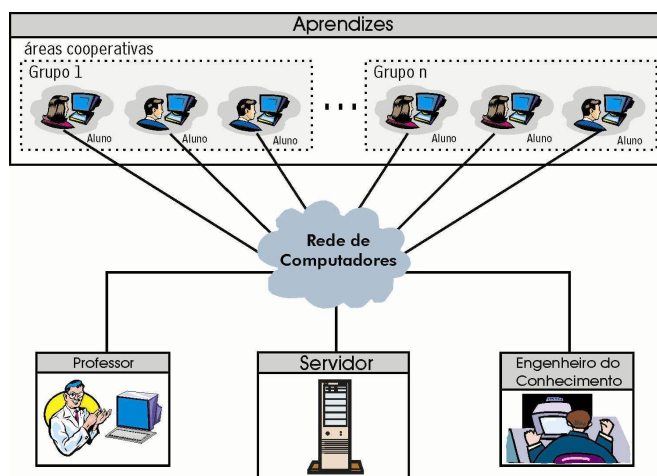 Aprendizes
áreas cooperativas
Grupo 1
Grupo n
Aluno
Aluno
Aluno
...
Aluno
Aluno
Aluno
Rede de
Computadores
Professor
Servidor
Engenheiro do
Conhecimento